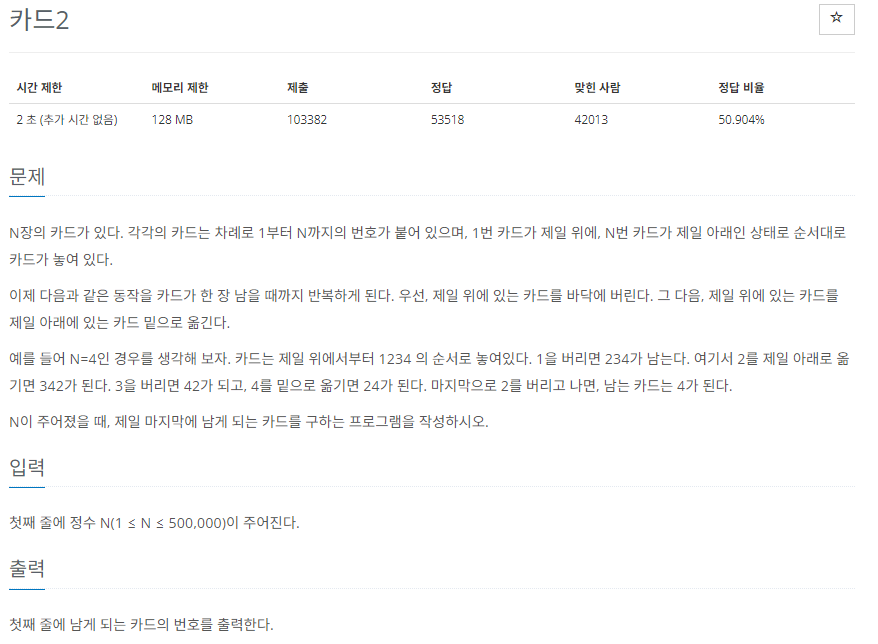 카드2
☆
시간 제한 메모리 제한 제출 정답 맞힌 사람 정답 비율
2 초 (추가 시간 없음) 128 MB 103382 53518 42013 50.904%
문제
N장의 카드가 있다. 각각의 카드는 차례로 1부터 N까지의 번호가 붙어 있으며, 1번 카드가 제일 위에, N번 카드가 제일 아래인 상태로 순서대로
카드가 놓여 있다.
이제 다음과 같은 동작을 카드가 한 장 남을 때까지 반복하게 된다. 우선, 제일 위에 있는 카드를 바닥에 버린다. 그 다음, 제일 위에 있는 카드를
제일 아래에 있는 카드 밑으로 옮긴다.
예를 들어 N=4인 경우를 생각해 보자. 카드는 제일 위에서부터 1234 의 순서로 놓여있다. 1을 버리면 234가 남는다. 여기서 2를 제일 아래로 옮
기면 342가 된다. 3을 버리면 42가 되고, 4를 밑으로 옮기면 24가 된다. 마지막으로 2를 버리고 나면, 남는 카드는 4가 된다.
N이 주어졌을 때, 제일 마지막에 남게 되는 카드를 구하는 프로그램을 작성하시오.
입력
첫째 줄에 정수 N(1 ≤ N ≤ 500,000)이 주어진다.
출력
첫째 줄에 남게 되는 카드의 번호를 출력한다.